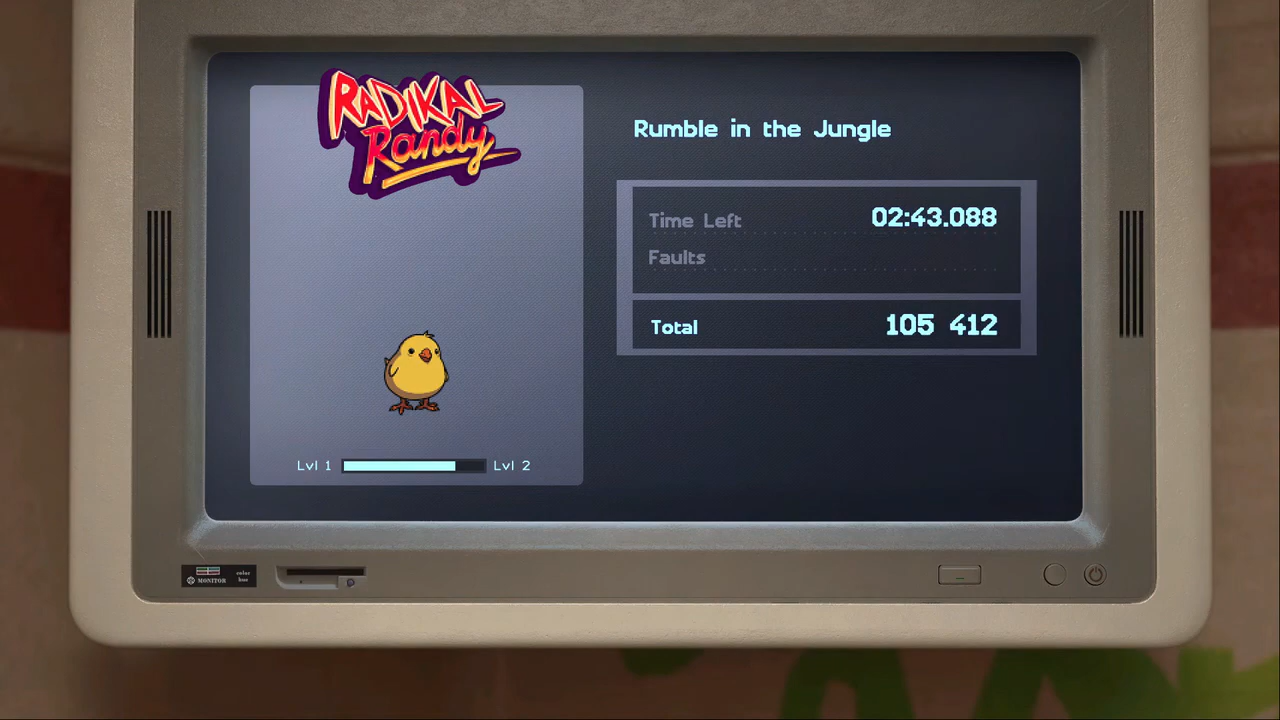 RADIKAL
Randy
Rumble in the Jungle
Time Left 02:43.088
Faults
Total 105 412
Lvl 1 Lvl 2
MONITOR color